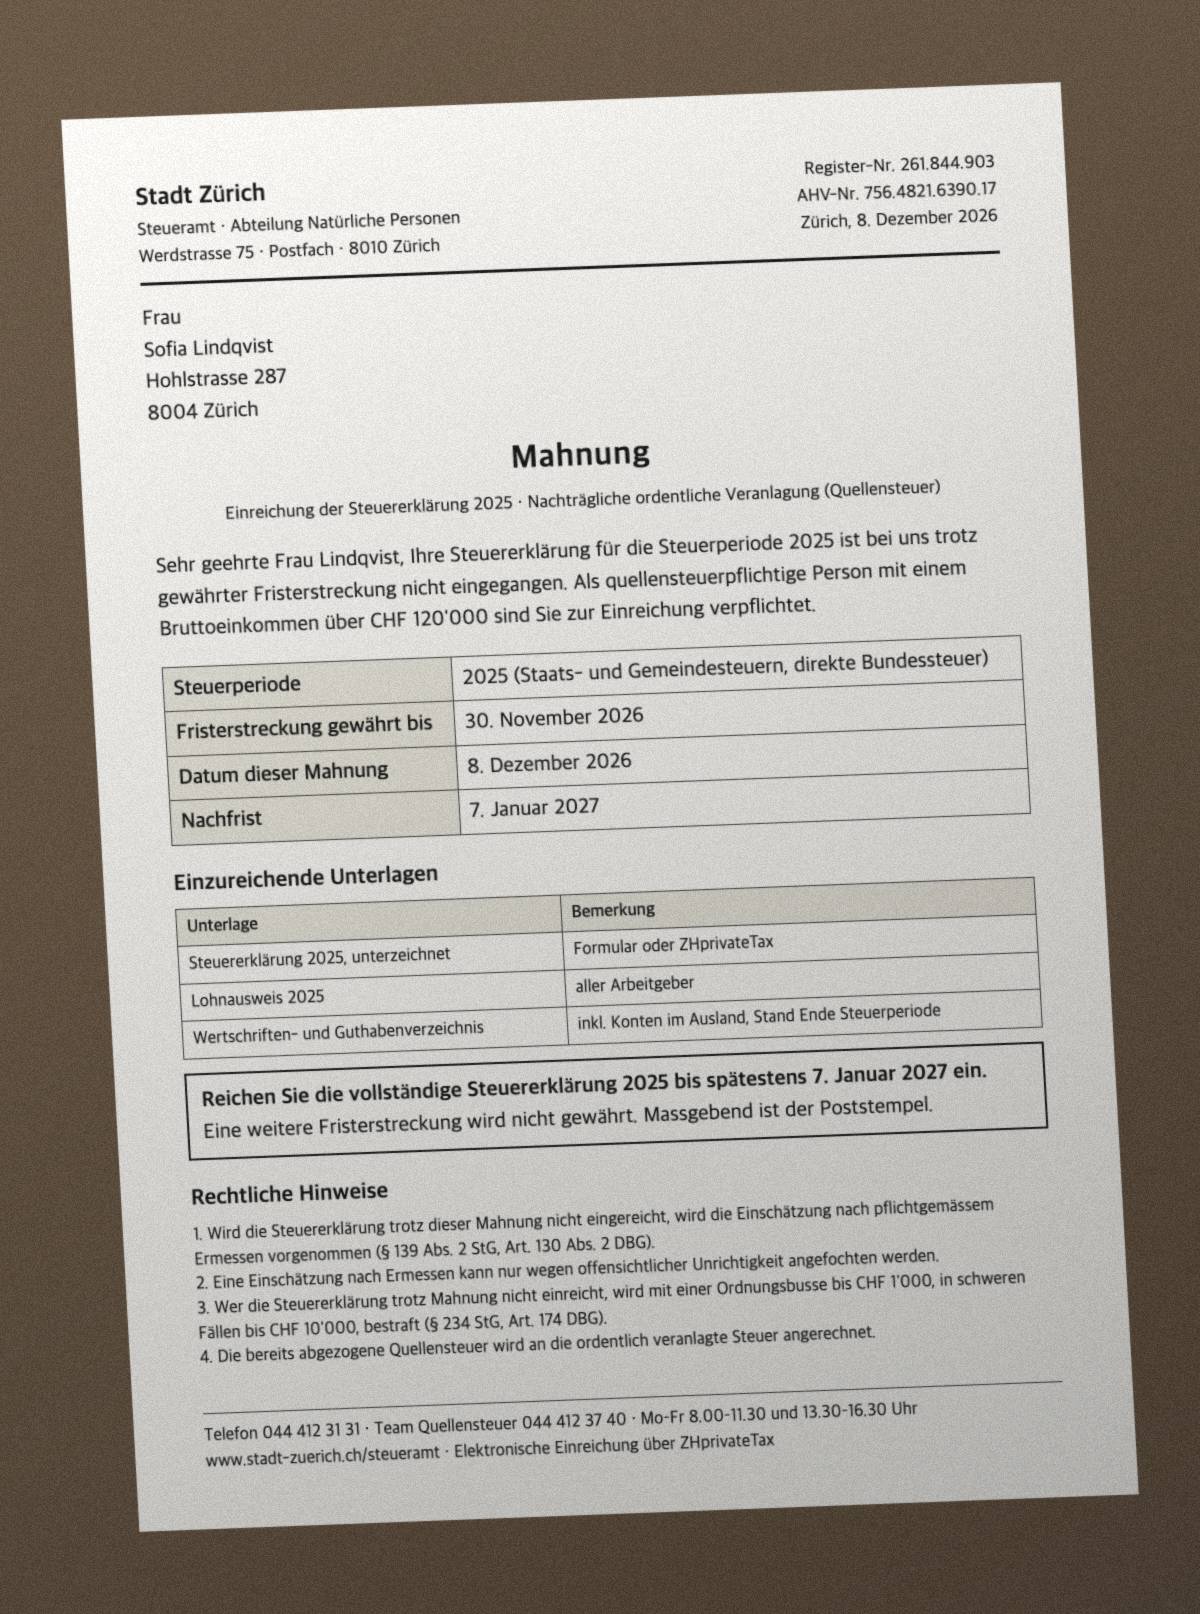 Stadt Zürich
Steueramt · Abteilung Natürliche Personen
Werdstrasse 75 · Postfach · 8010 Zürich
Register-Nr. 261.844.903
AHV-Nr. 756.4821.6390.17
Zürich, 8. Dezember 2026
Frau
Sofia Lindqvist
Hohlstrasse 287
8004 Zürich
Mahnung
Einreichung der Steuererklärung 2025 · Nachträgliche ordentliche Veranlagung (Quellensteuer)
Sehr geehrte Frau Lindqvist, Ihre Steuererklärung für die Steuerperiode 2025 ist bei uns trotz
gewährter Fristerstreckung nicht eingegangen. Als quellensteuerpflichtige Person mit einem
Bruttoeinkommen über CHF 120'000 sind Sie zur Einreichung verpflichtet.
Steuerperiode 2025 (Staats- und Gemeindesteuern, direkte Bundessteuer)
Fristerstreckung gewährt bis 30. November 2026
Datum dieser Mahnung 8. Dezember 2026
Nachfrist 7. Januar 2027
Einzureichende Unterlagen
Unterlage Bemerkung
Steuererklärung 2025, unterzeichnet Formular oder ZHprivateTax
Lohnausweis 2025 aller Arbeitgeber
Wertschriften- und Guthabenverzeichnis inkl. Konten im Ausland, Stand Ende Steuerperiode
Reichen Sie die vollständige Steuererklärung 2025 bis spätestens 7. Januar 2027 ein.
Eine weitere Fristerstreckung wird nicht gewährt. Massgebend ist der Poststempel.
Rechtliche Hinweise
1. Wird die Steuererklärung trotz dieser Mahnung nicht eingereicht, wird die Einschätzung nach pflichtgemässem
Ermessen vorgenommen (§ 139 Abs. 2 StG, Art. 130 Abs. 2 DBG).
2. Eine Einschätzung nach Ermessen kann nur wegen offensichtlicher Unrichtigkeit angefochten werden.
3. Wer die Steuererklärung trotz Mahnung nicht einreicht, wird mit einer Ordnungsbusse bis CHF 1'000, in schweren
Fällen bis CHF 10'000, bestraft (§ 234 StG, Art. 174 DBG).
4. Die bereits abgezogene Quellensteuer wird an die ordentlich veranlagte Steuer angerechnet.
Telefon 044 412 31 31 · Team Quellensteuer 044 412 37 40 · Mo-Fr 8.00-11.30 und 13.30-16.30 Uhr
www.stadt-zuerich.ch/steueramt · Elektronische Einreichung über ZHprivateTax